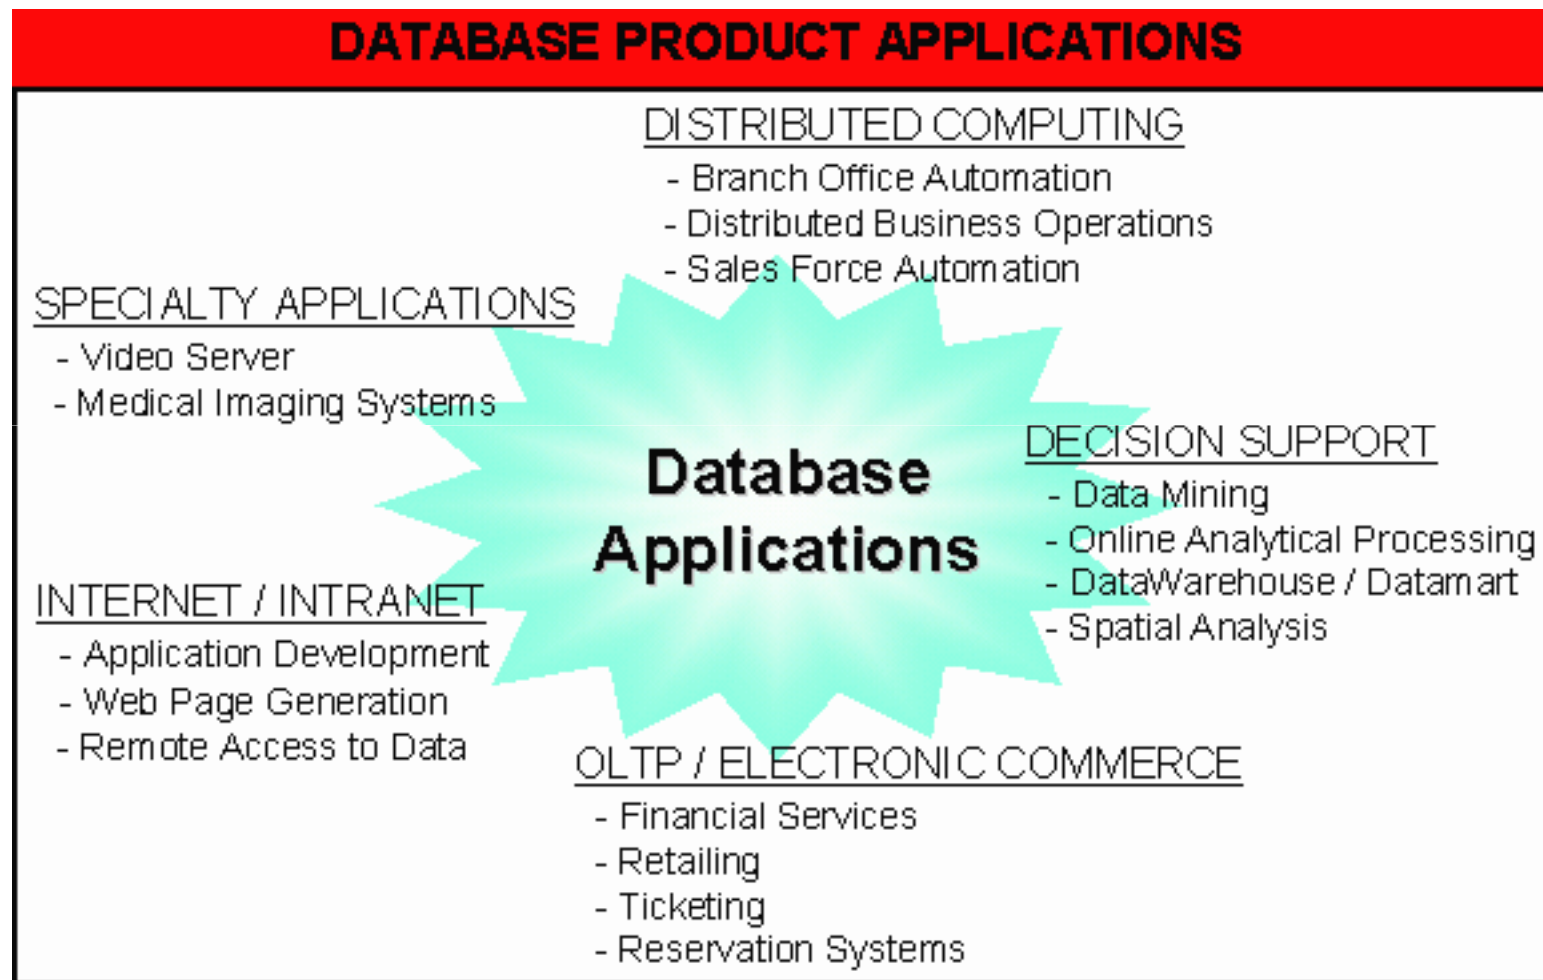 DATABASE PRODUCT APPLICATIONS
DISTRIBUTED COMPUTING
- Branch Office Automation
- Distributed Business Operations
- Sales Force Automation
SPECIALTY APPLICATIONS
- Video Server
- Medical Imaging Systems
Database
Applications
DECISION SUPPORT
- Data Mining
- Online Analytical Processing
- DataWarehouse / Datamart
- Spatial Analysis
INTERNET / INTRANET
- Application Development
- Web Page Generation
- Remote Access to Data
OLTP / ELECTRONIC COMMERCE
- Financial Services
- Retailing
- Ticketing
- Reservation Systems